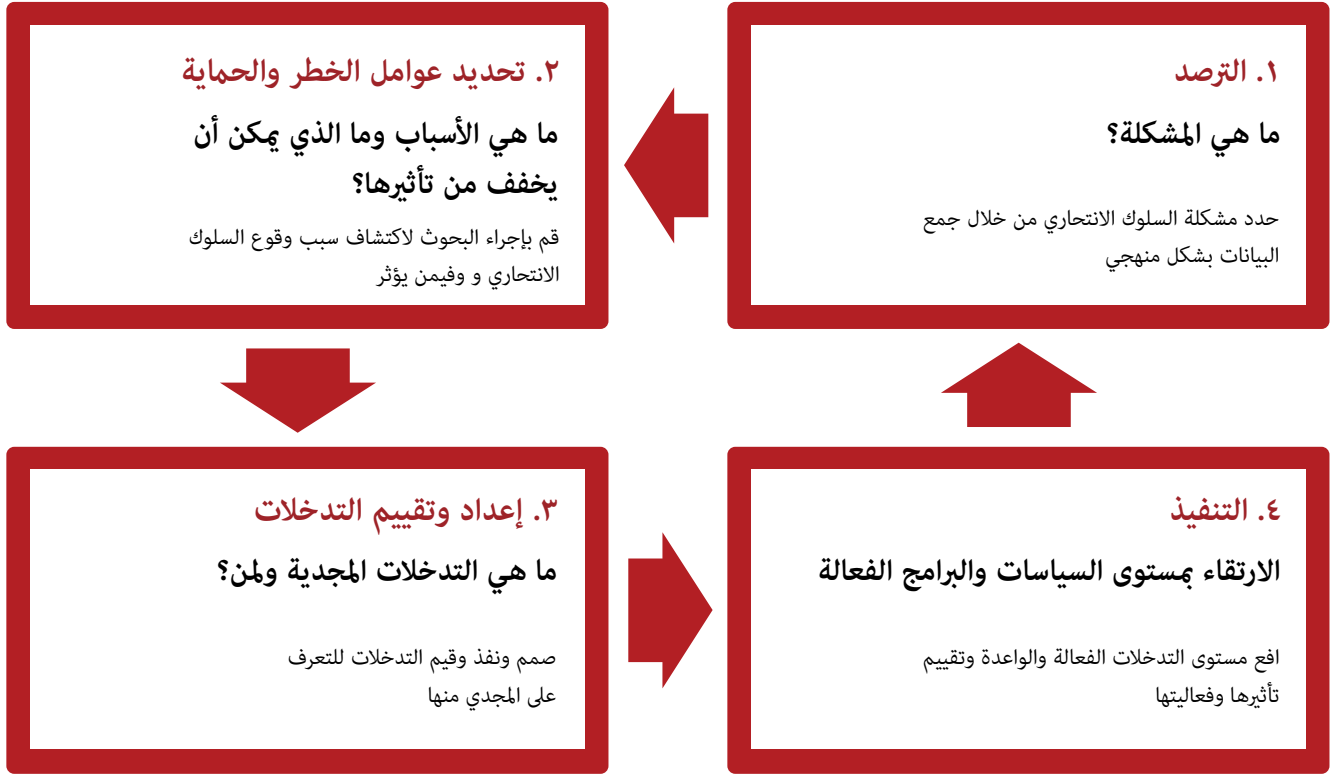 ١. الترصد
ما هي المشكلة؟
حدد مشكلة السلوك الانتحاري من خلال جمع
البيانات بشكل منهجي
٢. تحديد عوامل الخطر والحماية
ما هي الأسباب وما الذي يمكن أن
يخفف من تأثيرها؟
قم بإجراء البحوث لاكتشاف سبب وقوع السلوك
الانتحاري و وفيمن يؤثر
٣. إعداد وتقييم التدخلات
ما هي التدخلات المجدية ولمن؟
صمم ونفذ وقيم التدخلات للتعرف
على المجدي منها
٤. التنفيذ
الارتقاء بمستوى السياسات والبرامج الفعالة
افع مستوى التدخلات الفعالة والواعدة وتقييم
تأثيرها وفعاليتها